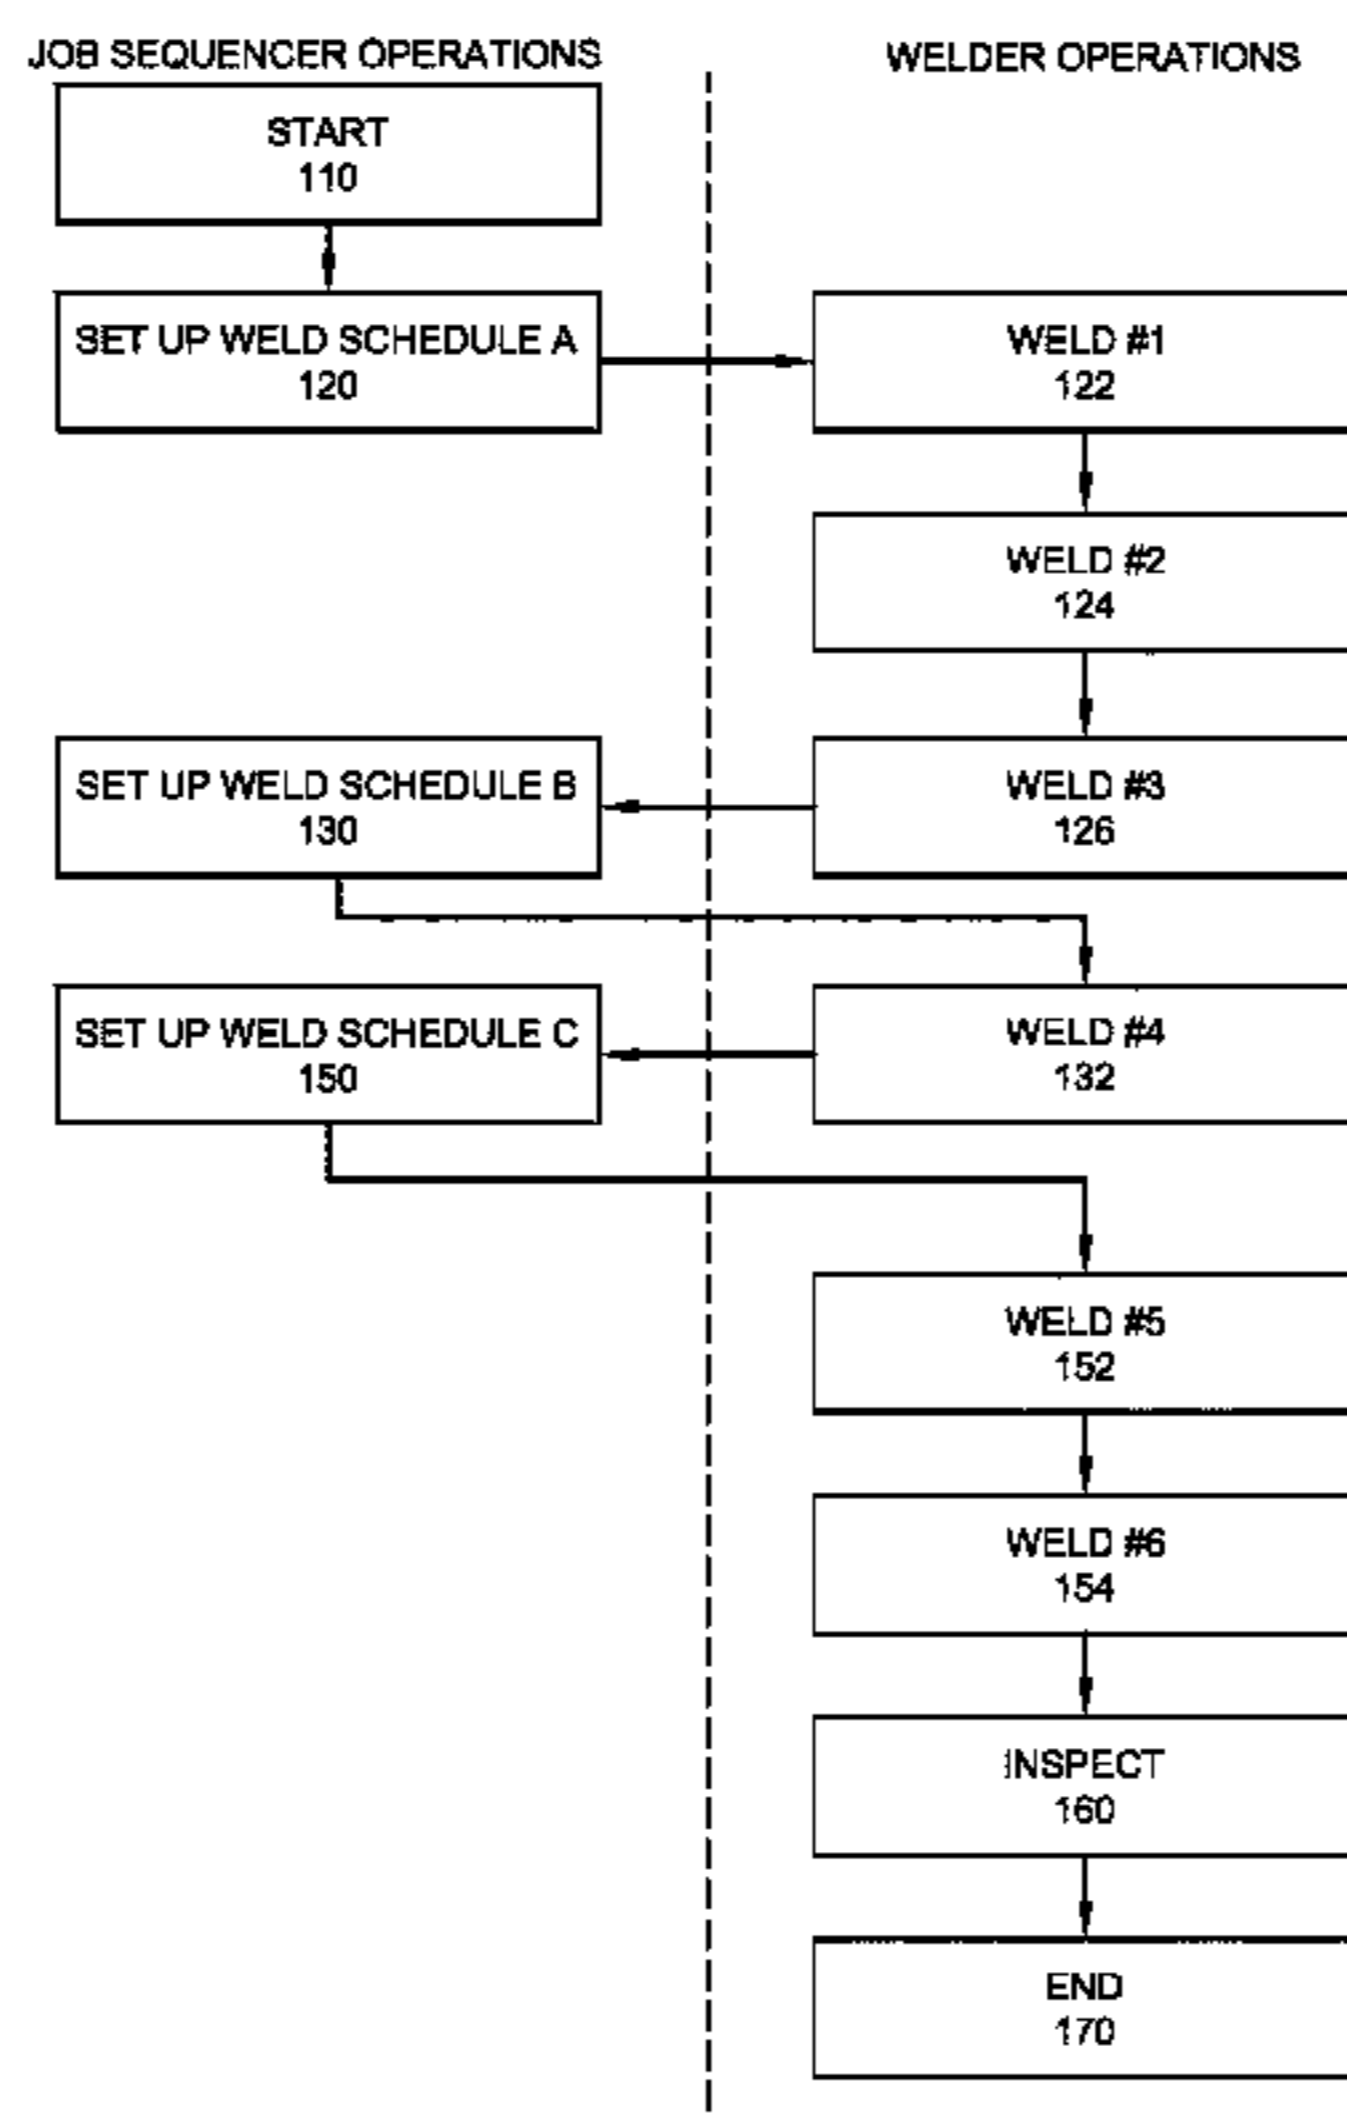 JOB SEQUENCER OPERATIONS
WELDER OPERATIONS
START
110
SET UP WELD SCHEDULE A
120
WELD #1
122
WELD #2
124
SET UP WELD SCHEDULE B
130
WELD #3
126
SET UP WELD SCHEDULE C
150
WELD #4
132
WELD #5
152
WELD #6
154
INSPECT
160
END
170